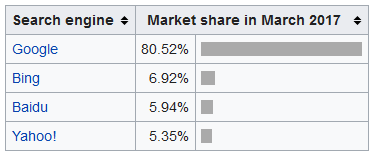 Search engine Market share in March 2017
Google 80.52%
Bing 6.92%
Baidu 5.94%
Yahoo! 5.35%